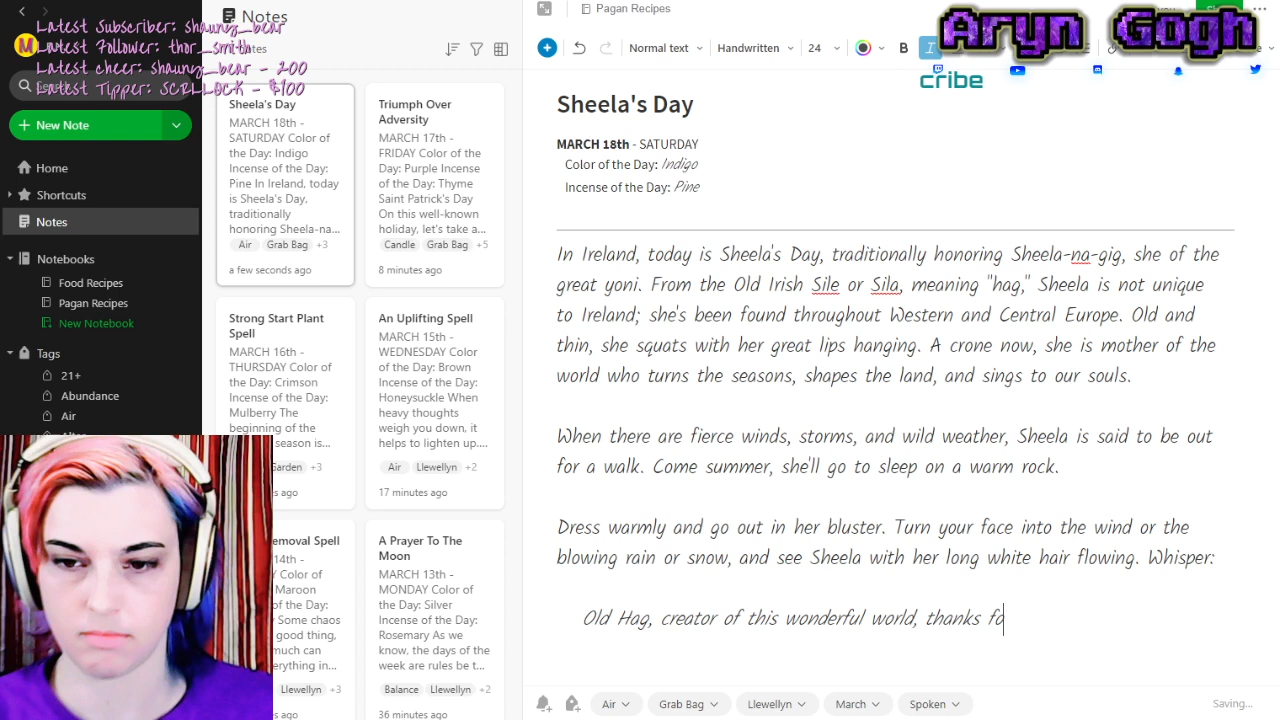 Latest Subscriber: shaunz_bear
Latest Follower: thor_smith
Latest cheer: shaunz_bear - 200
Latest Tipper: SCRLLOCK - $100
M
New Note
Home
Shortcuts
Notes
Notebooks
Food Recipes
Pagan Recipes
New Notebook
Tags
21+
Abundance
Air
Notes
Sheela's Day
MARCH 18th -
SATURDAY Color of
the Day: Indigo
Incense of the Day:
Pine In Ireland, today
is Sheela's Day,
traditionally
honoring Sheela-na...
Air Grab Bag +3
a few seconds ago
Triumph Over
Adversity
MARCH 17th -
FRIDAY Color of the
Day: Purple Incense
of the Day: Thyme
Saint Patrick's Day
On this well-known
holiday, let's take a...
Candle Grab Bag +5
8 minutes ago
Strong Start Plant
Spell
MARCH 16th -
THURSDAY Color of
the Day: Crimson
Incense of the Day:
Mulberry The
beginning of the
season is...
Garden +3
ago
An Uplifting Spell
MARCH 15th -
WEDNESDAY Color
of the Day: Brown
Incense of the Day:
Honeysuckle When
heavy thoughts
weigh you down, it
helps to lighten up....
Air Llewellyn +2
17 minutes ago
emoval Spell
14th -
Color of
Maroon
of the Day:
Some chaos
good thing,
much can
everything in...
Llewellyn +3
ago
A Prayer To The
Moon
MARCH 13th -
MONDAY Color of
the Day: Silver
Incense of the Day:
Rosemary As we
know, the days of the
week are rules be t...
Balance Llewellyn +2
36 minutes ago
Pagan Recipes
Aryn Gogh
Normal text Handwritten 24 B I
cribe
Sheela's Day
MARCH 18th - SATURDAY
Color of the Day: Indigo
Incense of the Day: Pine
In Ireland, today is Sheela's Day, traditionally honoring Sheela-na-gig, she of the
great yoni. From the Old Irish Sile or Sila, meaning "hag," Sheela is not unique
to Ireland; she's been found throughout Western and Central Europe. Old and
thin, she squats with her great lips hanging. A crone now, she is mother of the
world who turns the seasons, shapes the land, and sings to our souls.
When there are fierce winds, storms, and wild weather, Sheela is said to be out
for a walk. Come summer, she'll go to sleep on a warm rock.
Dress warmly and go out in her bluster. Turn your face into the wind or the
blowing rain or snow, and see Sheela with her long white hair flowing. Whisper:
Old Hag, creator of this wonderful world, thanks fo
Air Grab Bag Llewellyn March Spoken
Saving...